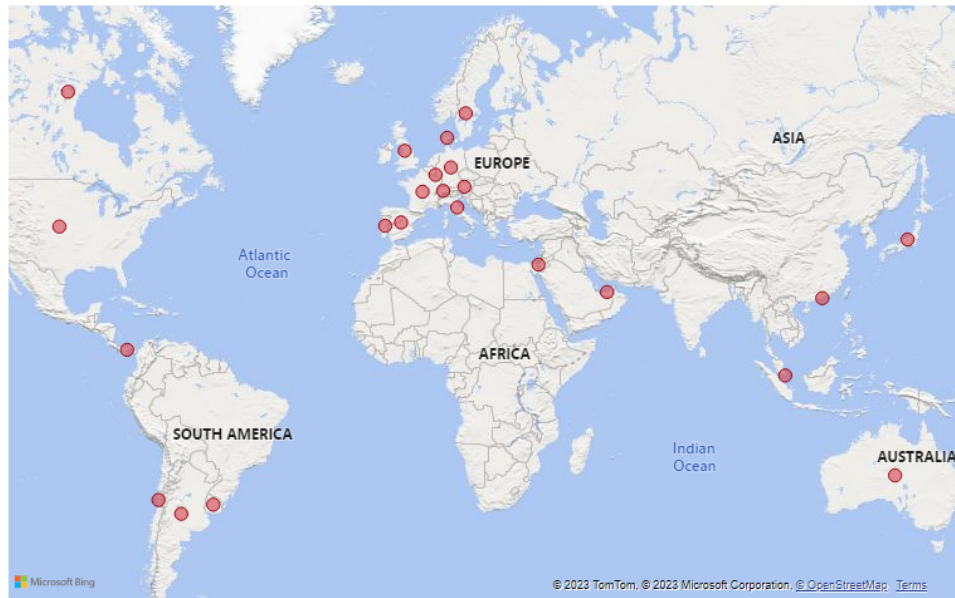 ASIA
EUROPE
Atlantic
Ocean
AFRICA
SOUTH AMERICA
Indian
Ocean
AUSTRALIA
Microsoft Bing
© 2023 TomTom, © 2023 Microsoft Corporation, © OpenStreetMap Terms